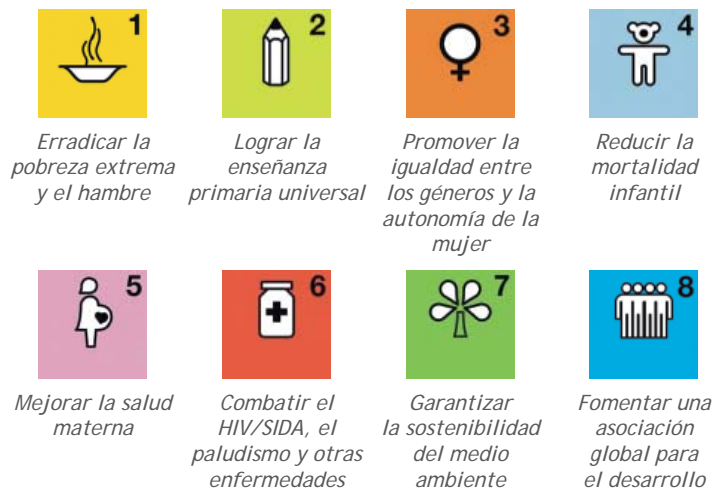 1
Erradicar la
pobreza extrema
y el hambre
2
Lograr la
enseñanza
primaria universal
3
Promover la
igualdad entre
los géneros y la
autonomía de la
mujer
4
Reducir la
mortalidad
infantil
5
Mejorar la salud
materna
6
Combatir el
HIV/SIDA, el
paludismo y otras
enfermedades
7
Garantizar
la sostenibilidad
del medio
ambiente
8
Fomentar una
asociación
global para
el desarrollo